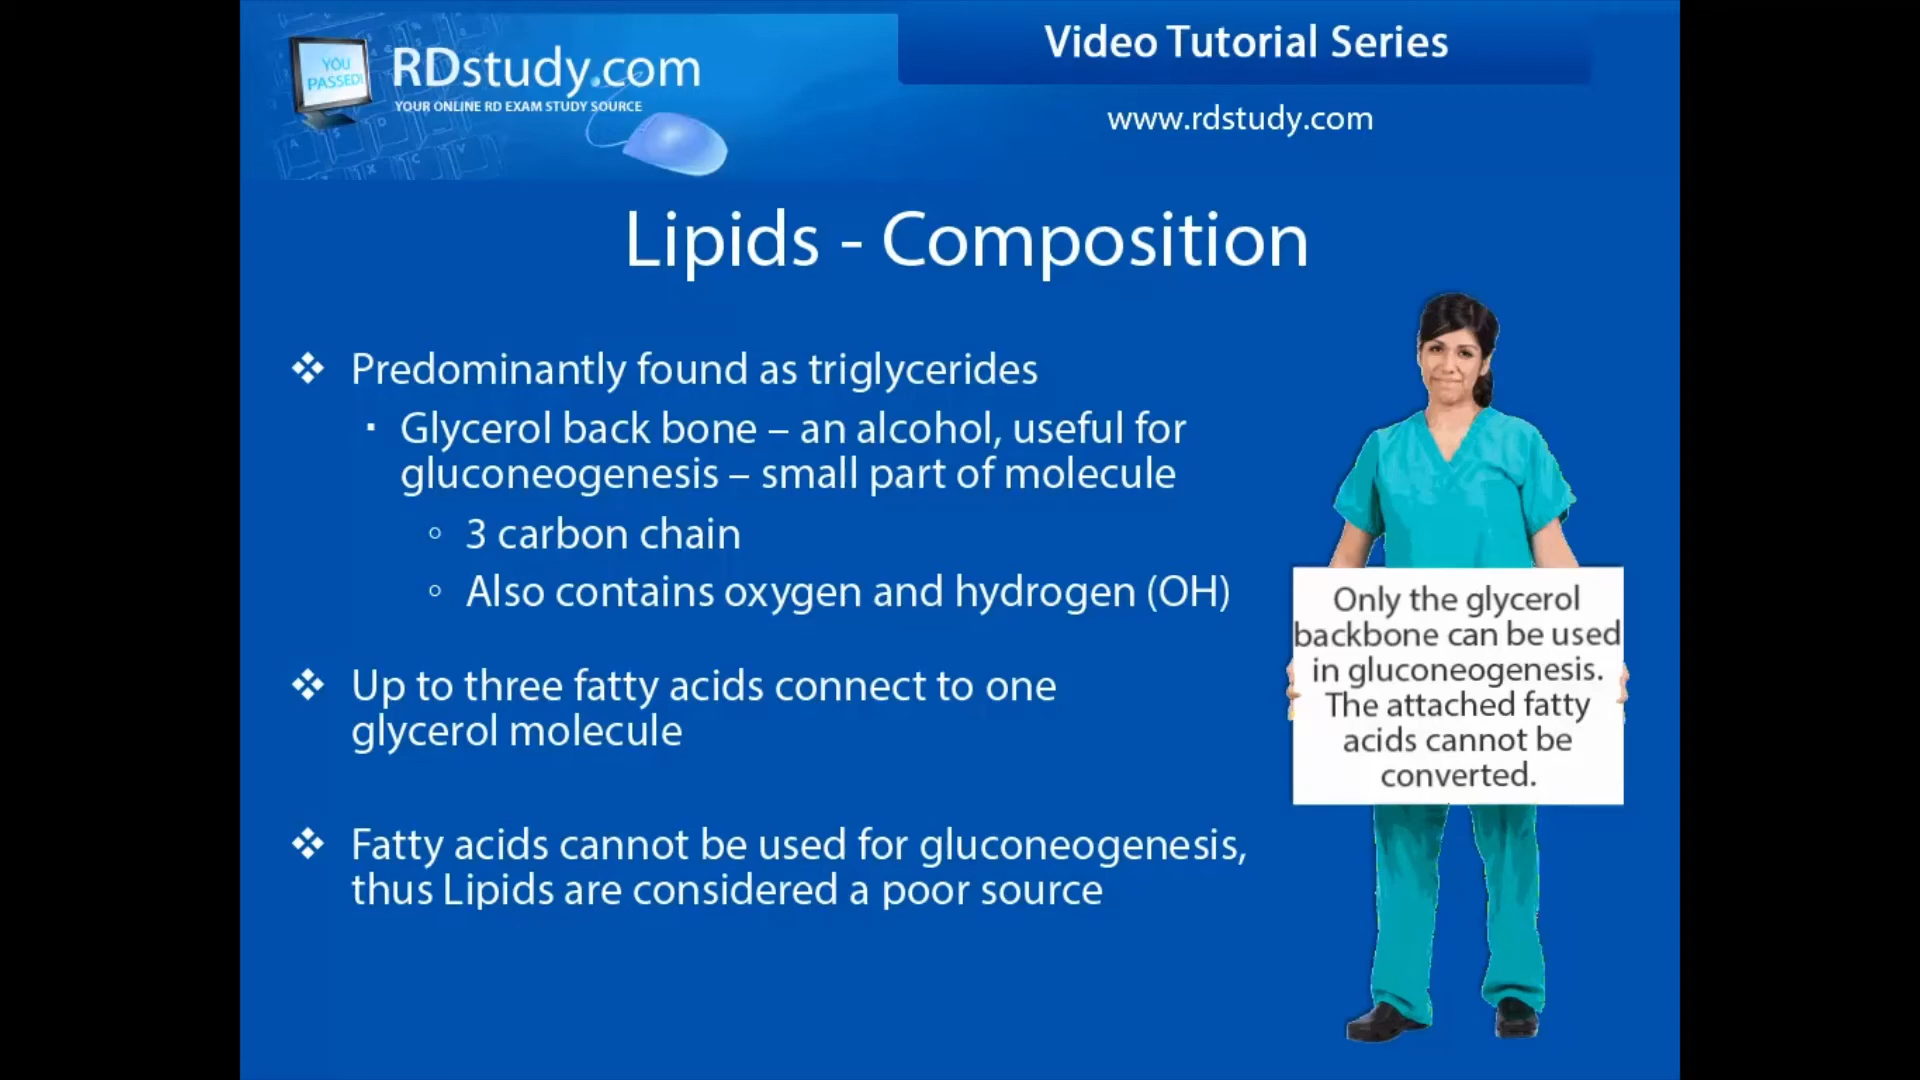 YOU
PASSED!
RDstudy.com
YOUR ONLINE RD EXAM STUDY SOURCE
Video Tutorial Series
www.rdstudy.com
Lipids - Composition
❖ Predominantly found as triglycerides
▪ Glycerol back bone – an alcohol, useful for
gluconeogenesis – small part of molecule
○ 3 carbon chain
○ Also contains oxygen and hydrogen (OH)
❖ Up to three fatty acids connect to one
glycerol molecule
❖ Fatty acids cannot be used for gluconeogenesis,
thus Lipids are considered a poor source
Only the glycerol
backbone can be used
in gluconeogenesis.
The attached fatty
acids cannot be
converted.